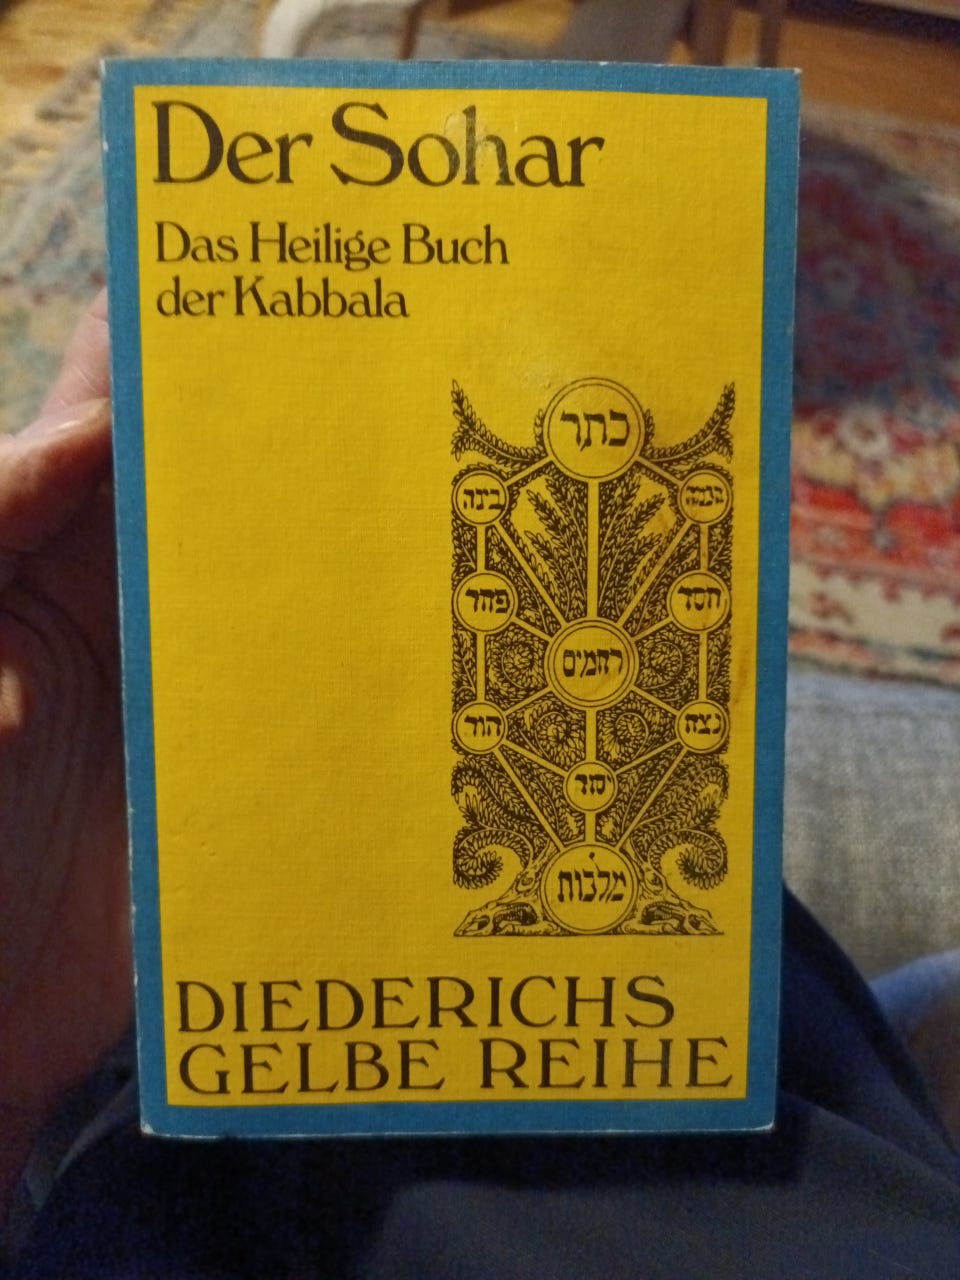 Der Sohar
Das Heilige Buch
der Kabbala
כתר
בינה
חכמה
פחד
חסד
רחמים
הוד
נצח
יסד
מלכות
DIEDERICHS
GELBE REIHE